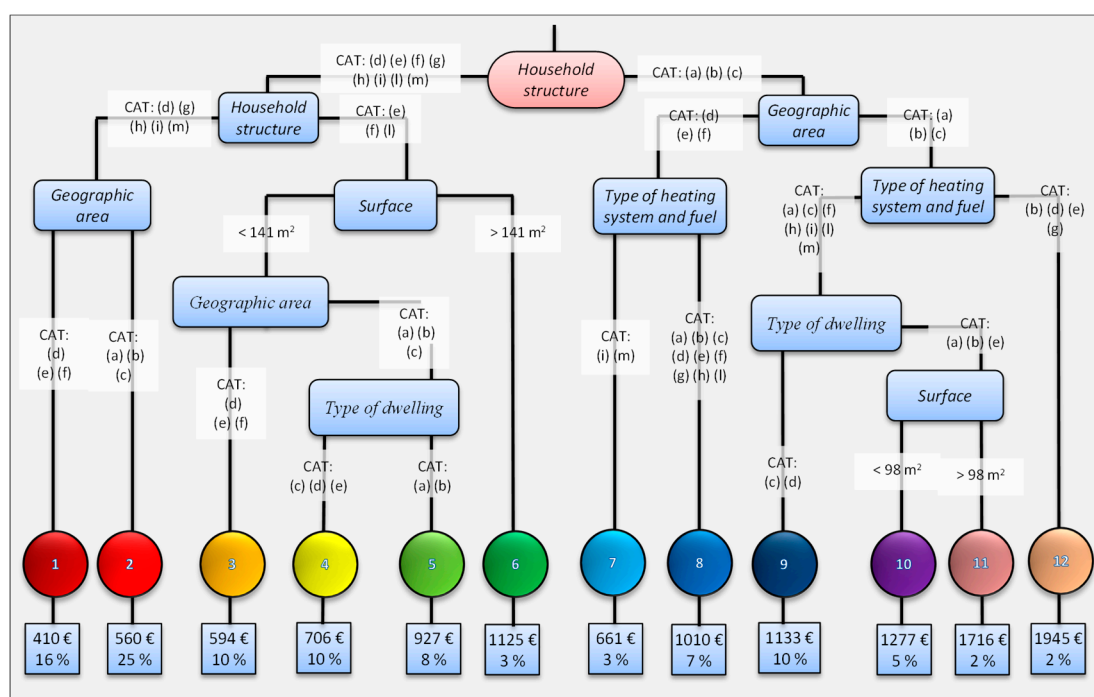 Household
structure
CAT: (d) (e) (f) (g)
(h) (i) (l) (m)
CAT: (a) (b) (c)
CAT: (d) (g)
(h) (i) (m)
Household
structure
CAT: (e)
(f) (l)
CAT: (d)
(e) (f)
Geographic
area
CAT: (a)
(b) (c)
Geographic
area
Surface
Type of heating
system and fuel
CAT:
(a) (c) (f)
(h) (i) (l)
(m)
Type of heating
system and fuel
CAT:
(b) (d) (e)
(g)
< 141 m²
> 141 m²
Geographic area
CAT:
(a) (b)
(c)
Type of dwelling
CAT:
(a) (b) (e)
CAT:
(d)
(e) (f)
CAT:
(a) (b)
(c)
CAT:
(d)
(e) (f)
Type of dwelling
CAT:
(i) (m)
CAT:
(a) (b) (c)
(d) (e) (f)
(g) (h) (l)
Surface
CAT:
(c) (d) (e)
CAT:
(a) (b)
CAT:
(c) (d)
< 98 m²
> 98 m²
1
2
3
4
5
6
7
8
9
10
11
12
410 €
16 %
560 €
25 %
594 €
10 %
706 €
10 %
927 €
8 %
1125 €
3 %
661 €
3 %
1010 €
7 %
1133 €
10 %
1277 €
5 %
1716 €
2 %
1945 €
2 %